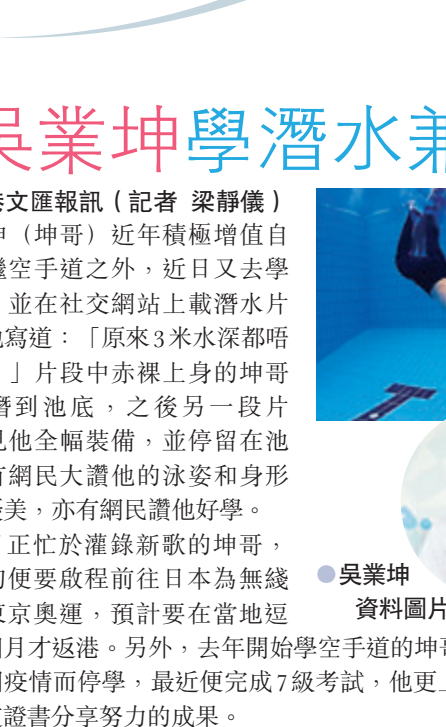 吳業坤學潛水兼
文匯報訊（記者 梁靜儀）
（坤哥）近年積極增值自
空手道之外，近日又去學
，並在社交網站上載潛水片
寫道：「原來3米水深都唔
」片段中赤裸上身的坤哥
潛到池底，之後另一段片
見他全幅裝備，並停留在池
有網民大讚他的泳姿和身形
優美，亦有網民讚他好學。
正忙於灌錄新歌的坤哥，
便要啟程前往日本為無綫
東京奧運，預計要在當地逗
個月才返港。另外，去年開始學空手道的坤哥
疫情而停學，最近便完成7級考試，他更上
證書分享努力的成果。
●吳業坤
資料圖片